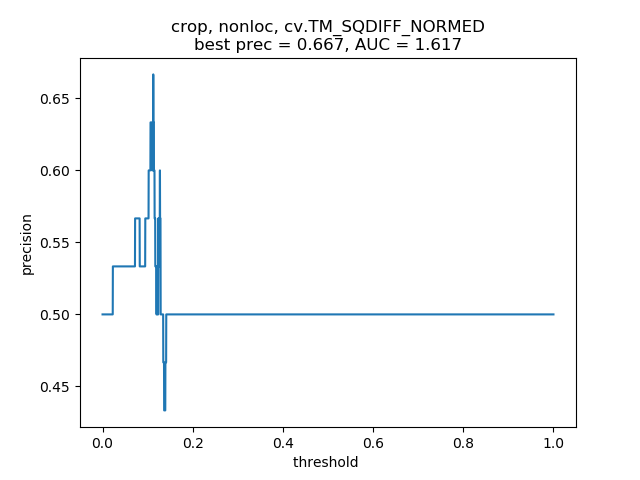 crop, nonloc, cv.TM_SQDIFF_NORMED
best prec = 0.667, AUC = 1.617
0.65
0.60
0.55
0.50
0.45
precision
0.0 0.2 0.4 0.6 0.8 1.0
threshold